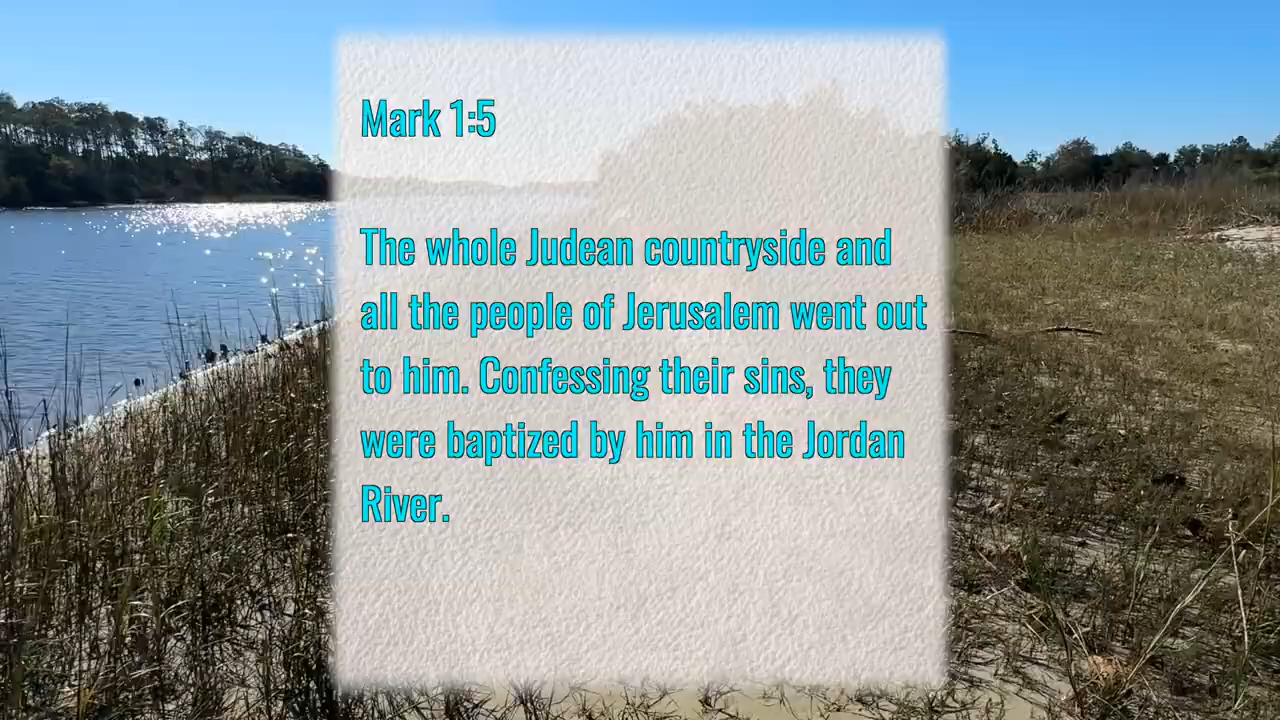 Mark 1:5
The whole Judean countryside and
all the people of Jerusalem went out
to him. Confessing their sins, they
were baptized by him in the Jordan
River.